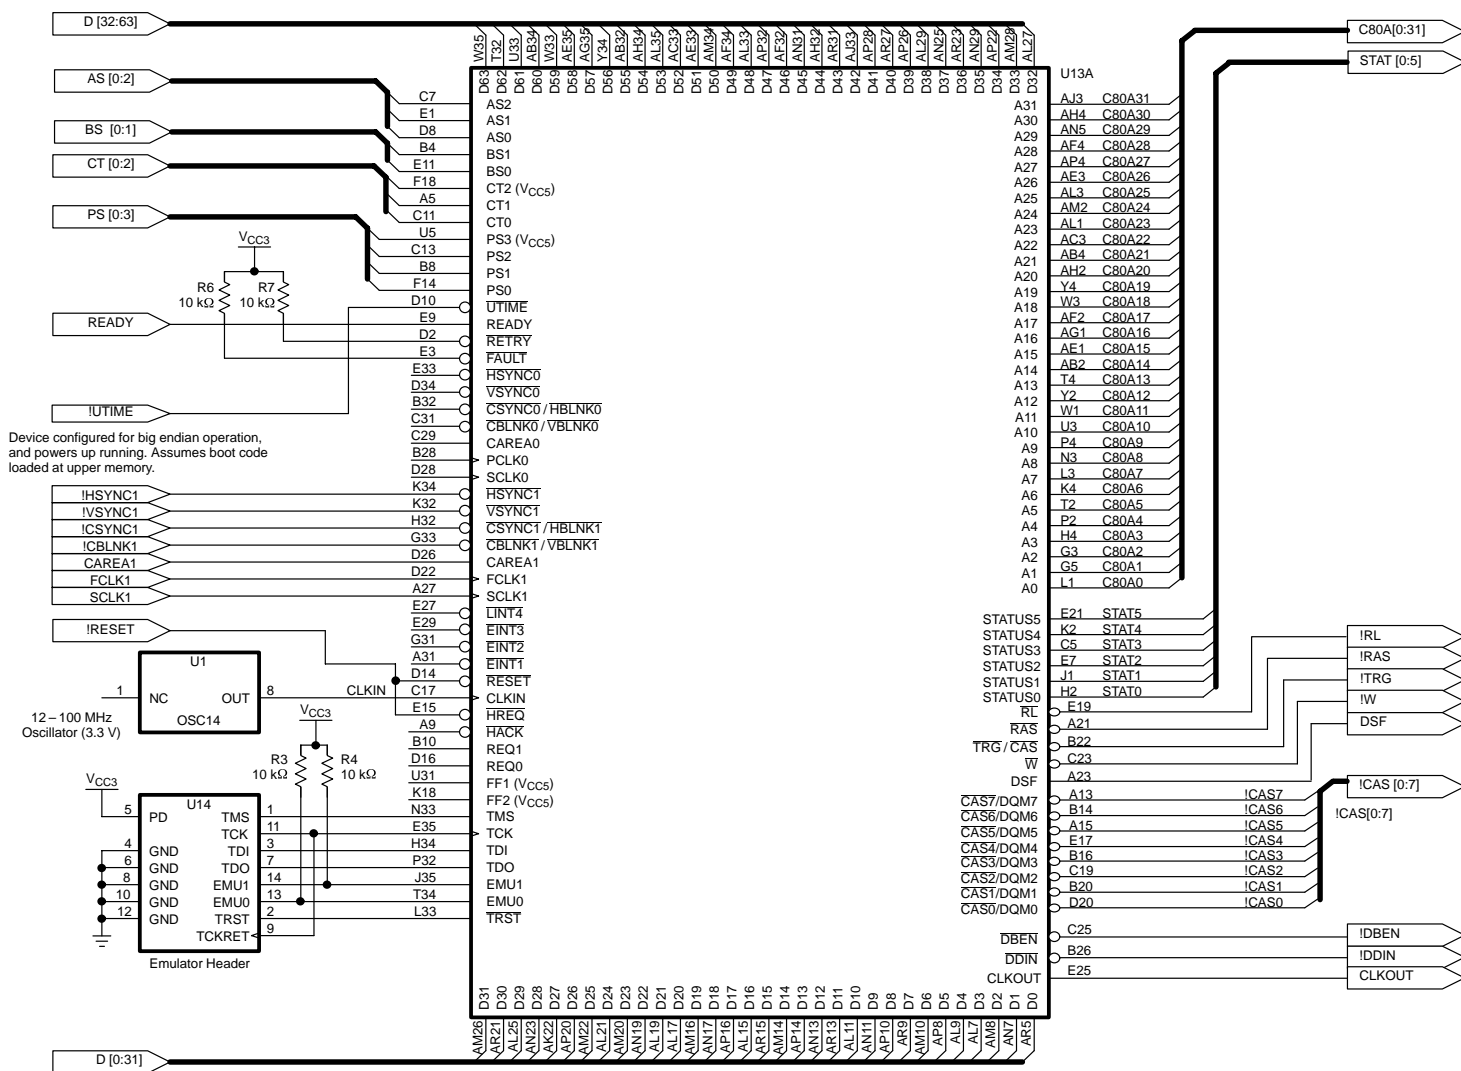 D [32:63]
W35 T32 U33 AB34 W33 AE35 AG35 Y34 AB32 AH34 AL35 AC33 AE33 AM34 AF34 AL33 AP32 AF32 AN31 AH32 AR31 AJ33 AP28 AR27 AP26 AL29 AN25 AR23 AN29 AP22 AM28 AL27
D63 D62 D61 D60 D59 D58 D57 D56 D55 D54 D53 D52 D51 D50 D49 D48 D47 D46 D45 D44 D43 D42 D41 D40 D39 D38 D37 D36 D35 D34 D33 D32
U13A
C80A[0:31]
STAT [0:5]
AS [0:2]
BS [0:1]
CT [0:2]
PS [0:3]
C7 AS2
E1 AS1
D8 AS0
B4 BS1
E11 BS0
F18 CT2 (VCC5)
A5 CT1
C11 CT0
U5 PS3 (VCC5)
C13 PS2
B8 PS1
F14 PS0
D10 UTIME
E9 READY
D2 RETRY
E3 FAULT
E33 HSYNC0
D34 VSYNC0
B32 CSYNC0 / HBLNK0
C31 CBLNK0 / VBLNK0
C29 CAREA0
B28 PCLK0
D28 SCLK0
K34 HSYNC1
K32 VSYNC1
H32 CSYNC1 / HBLNK1
G33 CBLNK1 / VBLNK1
D26 CAREA1
D22 FCLK1
A27 SCLK1
E27 LINT4
E29 EINT3
G31 EINT2
A31 EINT1
D14 RESET
C17 CLKIN
E15 HREQ
A9 HACK
B10 REQ1
D16 REQ0
U31 FF1 (VCC5)
K18 FF2 (VCC5)
N33 TMS
E35 TCK
H34 TDI
P32 TDO
J35 EMU1
T34 EMU0
L33 TRST
VCC3
R6
10 kΩ
R7
10 kΩ
READY
!UTIME
Device configured for big endian operation,
and powers up running. Assumes boot code
loaded at upper memory.
!HSYNC1
!VSYNC1
!CSYNC1
!CBLNK1
CAREA1
FCLK1
SCLK1
!RESET
U1
1 NC OUT 8 CLKIN
OSC14
12 – 100 MHz
Oscillator (3.3 V)
VCC3
R3
10 kΩ
R4
10 kΩ
VCC3
U14
5 PD TMS 1
TCK 11
4 GND TDI 3
6 GND TDO 7
8 GND EMU1 14
10 GND EMU0 13
12 GND TRST 2
TCKRET 9
Emulator Header
A31 AJ3 C80A31
A30 AH4 C80A30
A29 AN5 C80A29
A28 AF4 C80A28
A27 AP4 C80A27
A26 AE3 C80A26
A25 AL3 C80A25
A24 AM2 C80A24
A23 AL1 C80A23
A22 AC3 C80A22
A21 AB4 C80A21
A20 AH2 C80A20
A19 Y4 C80A19
A18 W3 C80A18
A17 AF2 C80A17
A16 AG1 C80A16
A15 AE1 C80A15
A14 AB2 C80A14
A13 T4 C80A13
A12 Y2 C80A12
A11 W1 C80A11
A10 U3 C80A10
A9 P4 C80A9
A8 N3 C80A8
A7 L3 C80A7
A6 K4 C80A6
A5 T2 C80A5
A4 P2 C80A4
A3 H4 C80A3
A2 G3 C80A2
A1 G5 C80A1
A0 L1 C80A0
STATUS5 E21 STAT5
STATUS4 K2 STAT4
STATUS3 C5 STAT3
STATUS2 E7 STAT2
STATUS1 J1 STAT1
STATUS0 H2 STAT0
RL E19
RAS A21
TRG / CAS B22
W C23
DSF A23
!RL
!RAS
!TRG
!W
DSF
CAS7/DQM7 A13 !CAS7
CAS6/DQM6 B14 !CAS6
CAS5/DQM5 A15 !CAS5
CAS4/DQM4 E17 !CAS4
CAS3/DQM3 B16 !CAS3
CAS2/DQM2 C19 !CAS2
CAS1/DQM1 B20 !CAS1
CAS0/DQM0 D20 !CAS0
!CAS [0:7]
!CAS[0:7]
DBEN C25 !DBEN
DDIN B26 !DDIN
CLKOUT E25 CLKOUT
D31 D30 D29 D28 D27 D26 D25 D24 D23 D22 D21 D20 D19 D18 D17 D16 D15 D14 D13 D12 D11 D10 D9 D8 D7 D6 D5 D4 D3 D2 D1 D0
AM26 AR21 AL25 AN23 AK22 AP20 AM22 AL21 AM20 AN19 AL19 AL17 AM16 AN17 AP16 AL15 AR15 AM14 AP14 AN13 AR13 AL11 AN11 AP10 AR9 AM10 AP8 AL9 AL7 AM8 AN7 AR5
D [0:31]